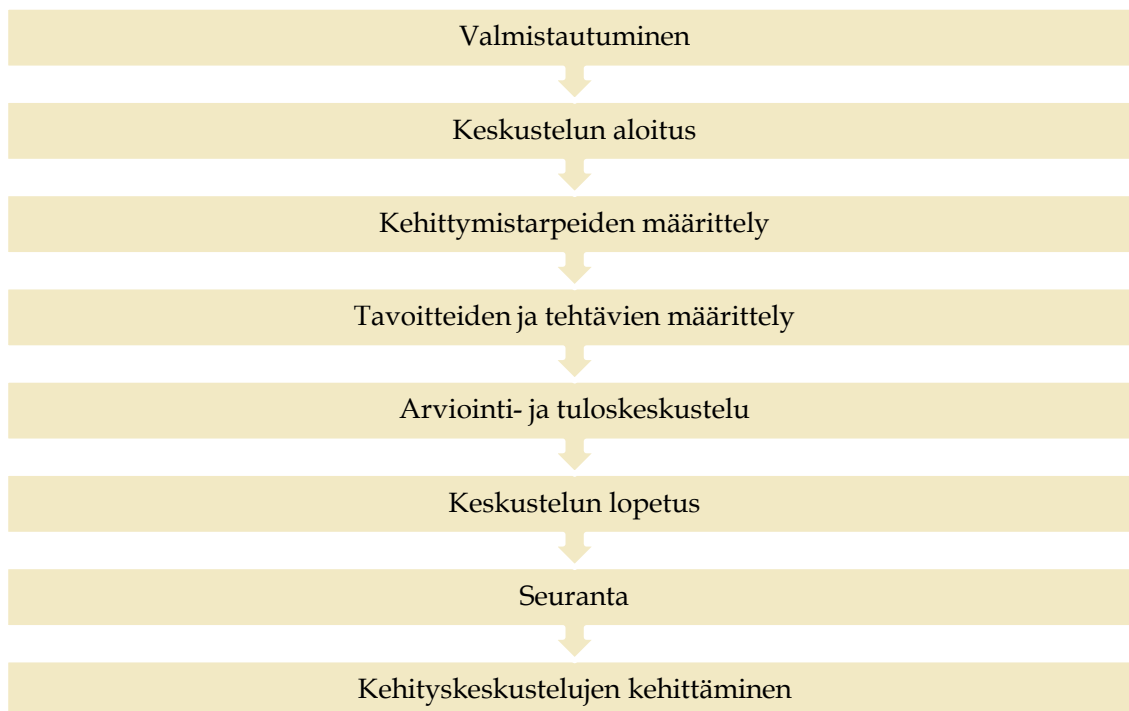 Valmistautuminen
Keskustelun aloitus
Kehittymistarpeiden määrittely
Tavoitteiden ja tehtävien määrittely
Arviointi- ja tuloskeskustelu
Keskustelun lopetus
Seuranta
Kehityskeskustelujen kehittäminen